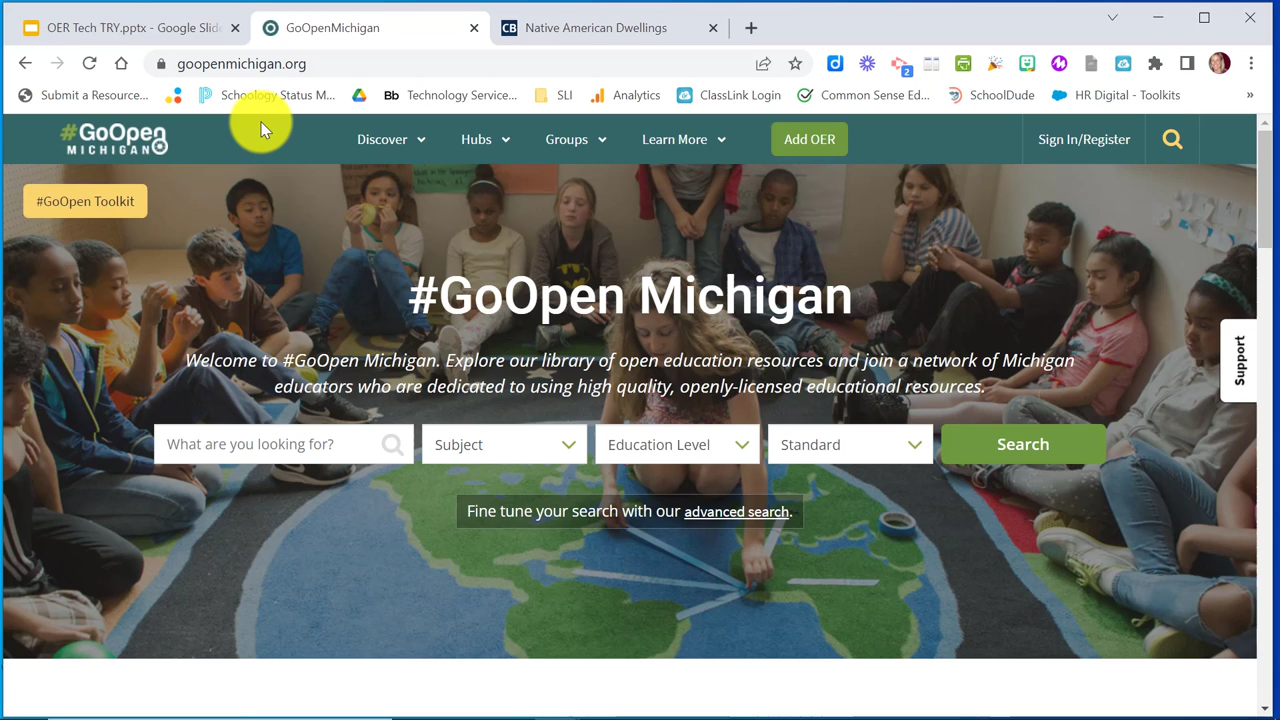 OER Tech TRY.pptx - Google Slid
GoOpenMichigan
Native American Dwellings
goopenmichigan.org
2
Submit a Resource...
Schoology Status M...
Bb Technology Service...
SLI
Analytics
ClassLink Login
Common Sense Ed...
SchoolDude
HR Digital - Toolkits
»
#GoOpen
MICHIGAN
Discover
Hubs
Groups
Learn More
Add OER
Sign In/Register
#GoOpen Toolkit
#GoOpen Michigan
Welcome to #GoOpen Michigan. Explore our library of open education resources and join a network of Michigan
educators who are dedicated to using high quality, openly-licensed educational resources.
What are you looking for?
Subject
Education Level
Standard
Search
Fine tune your search with our advanced search.
Support